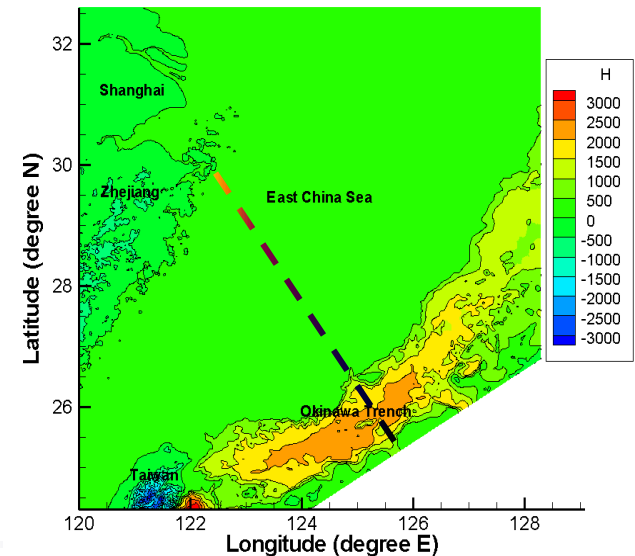 32
30
28
26
Latitude (degree N)
Shanghai
Zhejiang
East China Sea
Okinawa Trench
Taiwan
120
122
124
126
128
Longitude (degree E)
H
3000
2500
2000
1500
1000
500
0
-500
-1000
-1500
-2000
-2500
-3000